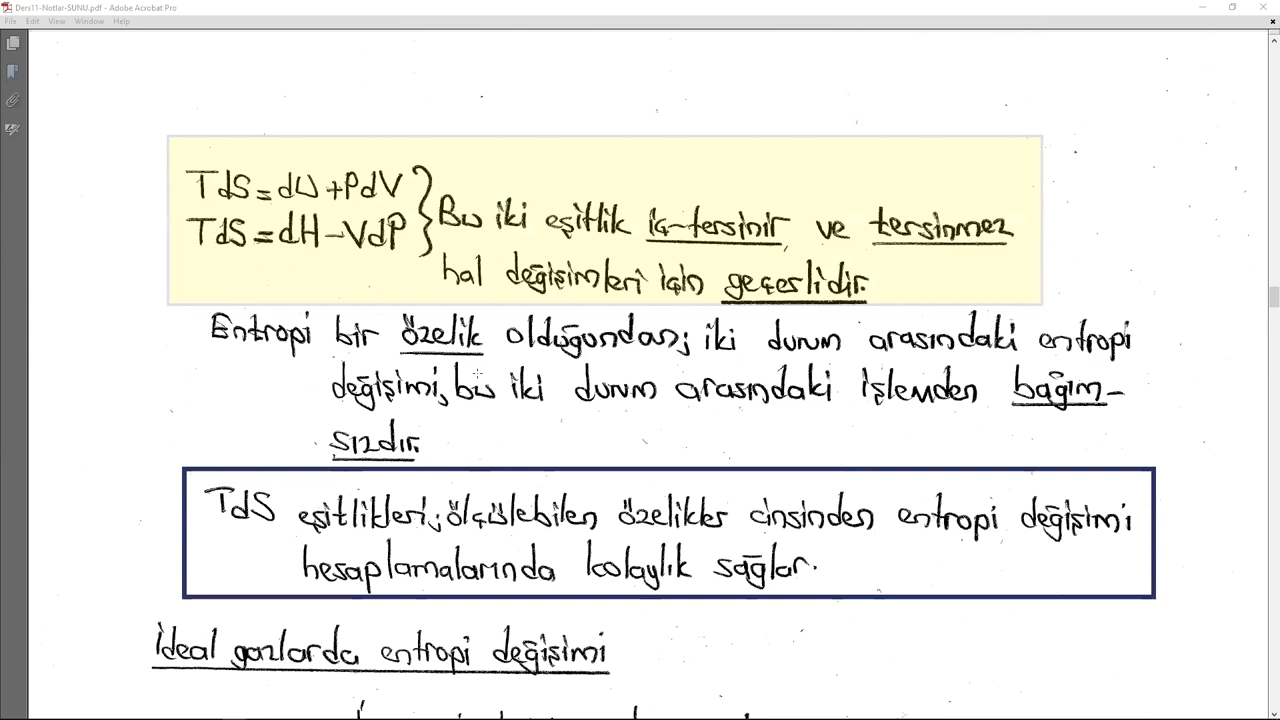 Ders11-Notlar-SUNU.pdf - Adobe Acrobat Pro
File Edit View Window Help
TdS = dU + PdV
TdS = dH - VdP
Bu iki eşitlik iç-tersinir ve tersinmez
hal değişimleri için geçerlidir.
Entropi bir özelik olduğundan; iki durum arasındaki entropi
değişimi, bu iki durum arasındaki işlemden bağım-
sızdır.
TdS eşitlikleri; ölçülebilen özelikler cinsinden entropi değişimi
hesaplamalarında kolaylık sağlar.
İdeal gazlarda entropi değişimi